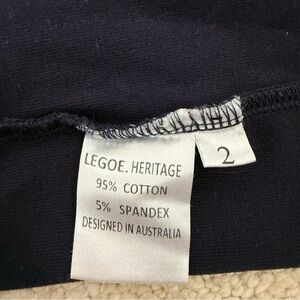 LEGOE. HERITAGE
95% COTTON
5% SPANDEX
DESIGNED IN AUSTRALIA
2